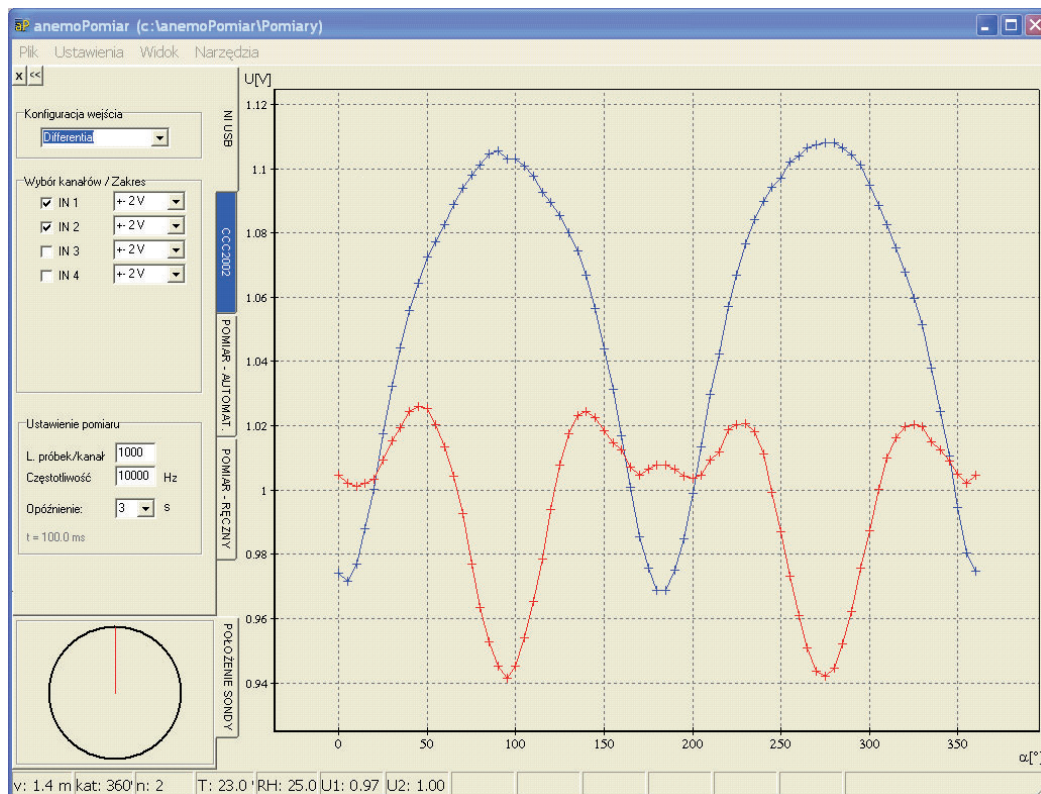 aP anemoPomiar (c:\anemoPomiar\Pomiary)
Plik Ustawienia Widok Narzędzia
x <<
Konfiguracja wejścia
Differential
Wybór kanałów / Zakres
IN 1 +- 2 V
IN 2 +- 2 V
IN 3 +- 2 V
IN 4 +- 2 V
Ustawienie pomiaru
L. próbek/kanał 1000
Częstotliwość 10000 Hz
Opóźnienie: 3 s
t = 100.0 ms
NI USB
CCC2002
POMIAR - AUTOMAT.
POMIAR - RĘCZNY
POŁOŻENIE SONDY
U[V]
1.12
1.1
1.08
1.06
1.04
1.02
1
0.98
0.96
0.94
0 50 100 150 200 250 300 350
α[°]
v: 1.4 m kat: 360° n: 2 T: 23.0 ° RH: 25.0 U1: 0.97 U2: 1.00